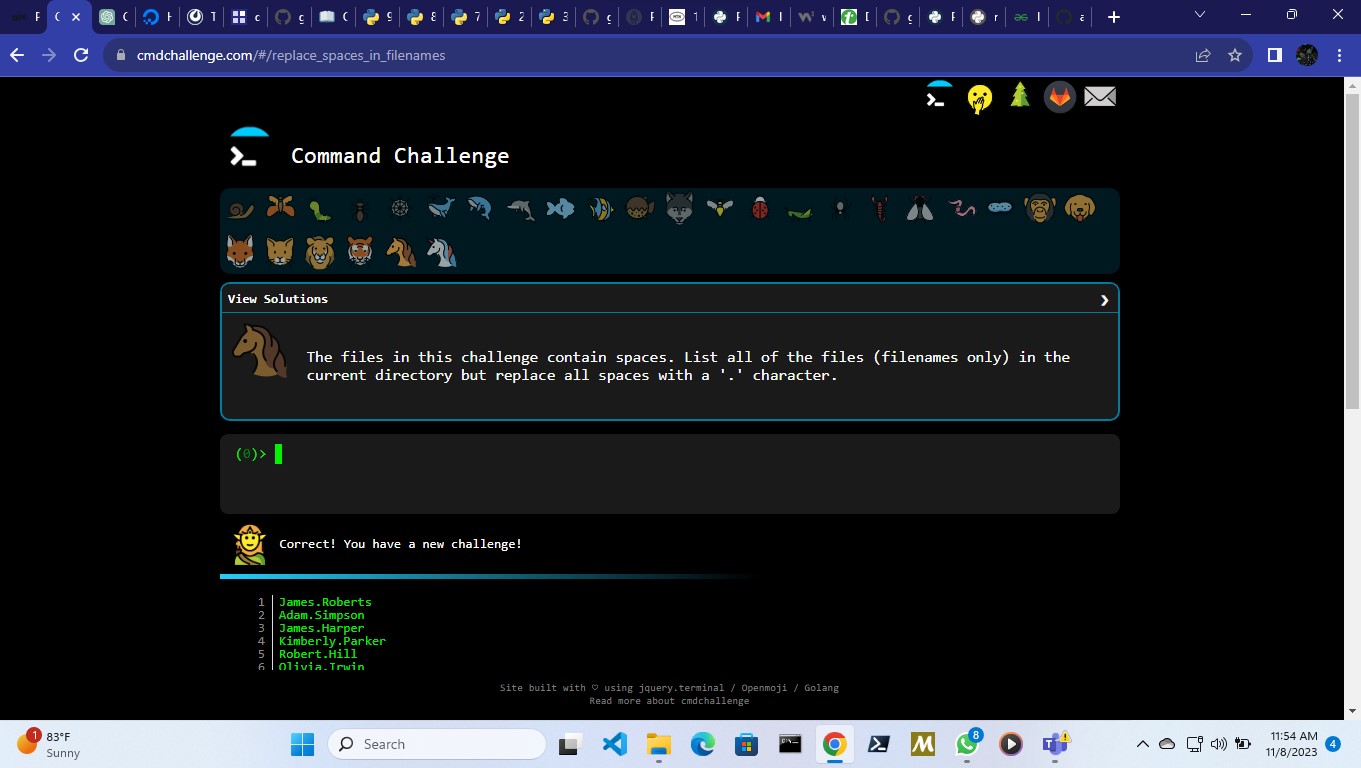 cmdchallenge.com/#/replace_spaces_in_filenames
Command Challenge
View Solutions
The files in this challenge contain spaces. List all of the files (filenames only) in the
current directory but replace all spaces with a '.' character.
(0)>
Correct! You have a new challenge!
1 James.Roberts
2 Adam.Simpson
3 James.Harper
4 Kimberly.Parker
5 Robert.Hill
6 Olivia.Irwin
Site built with ♡ using jquery.terminal / Openmoji / Golang
Read more about cmdchallenge
1
83°F
Sunny
Search
8
11:54 AM
11/8/2023
4